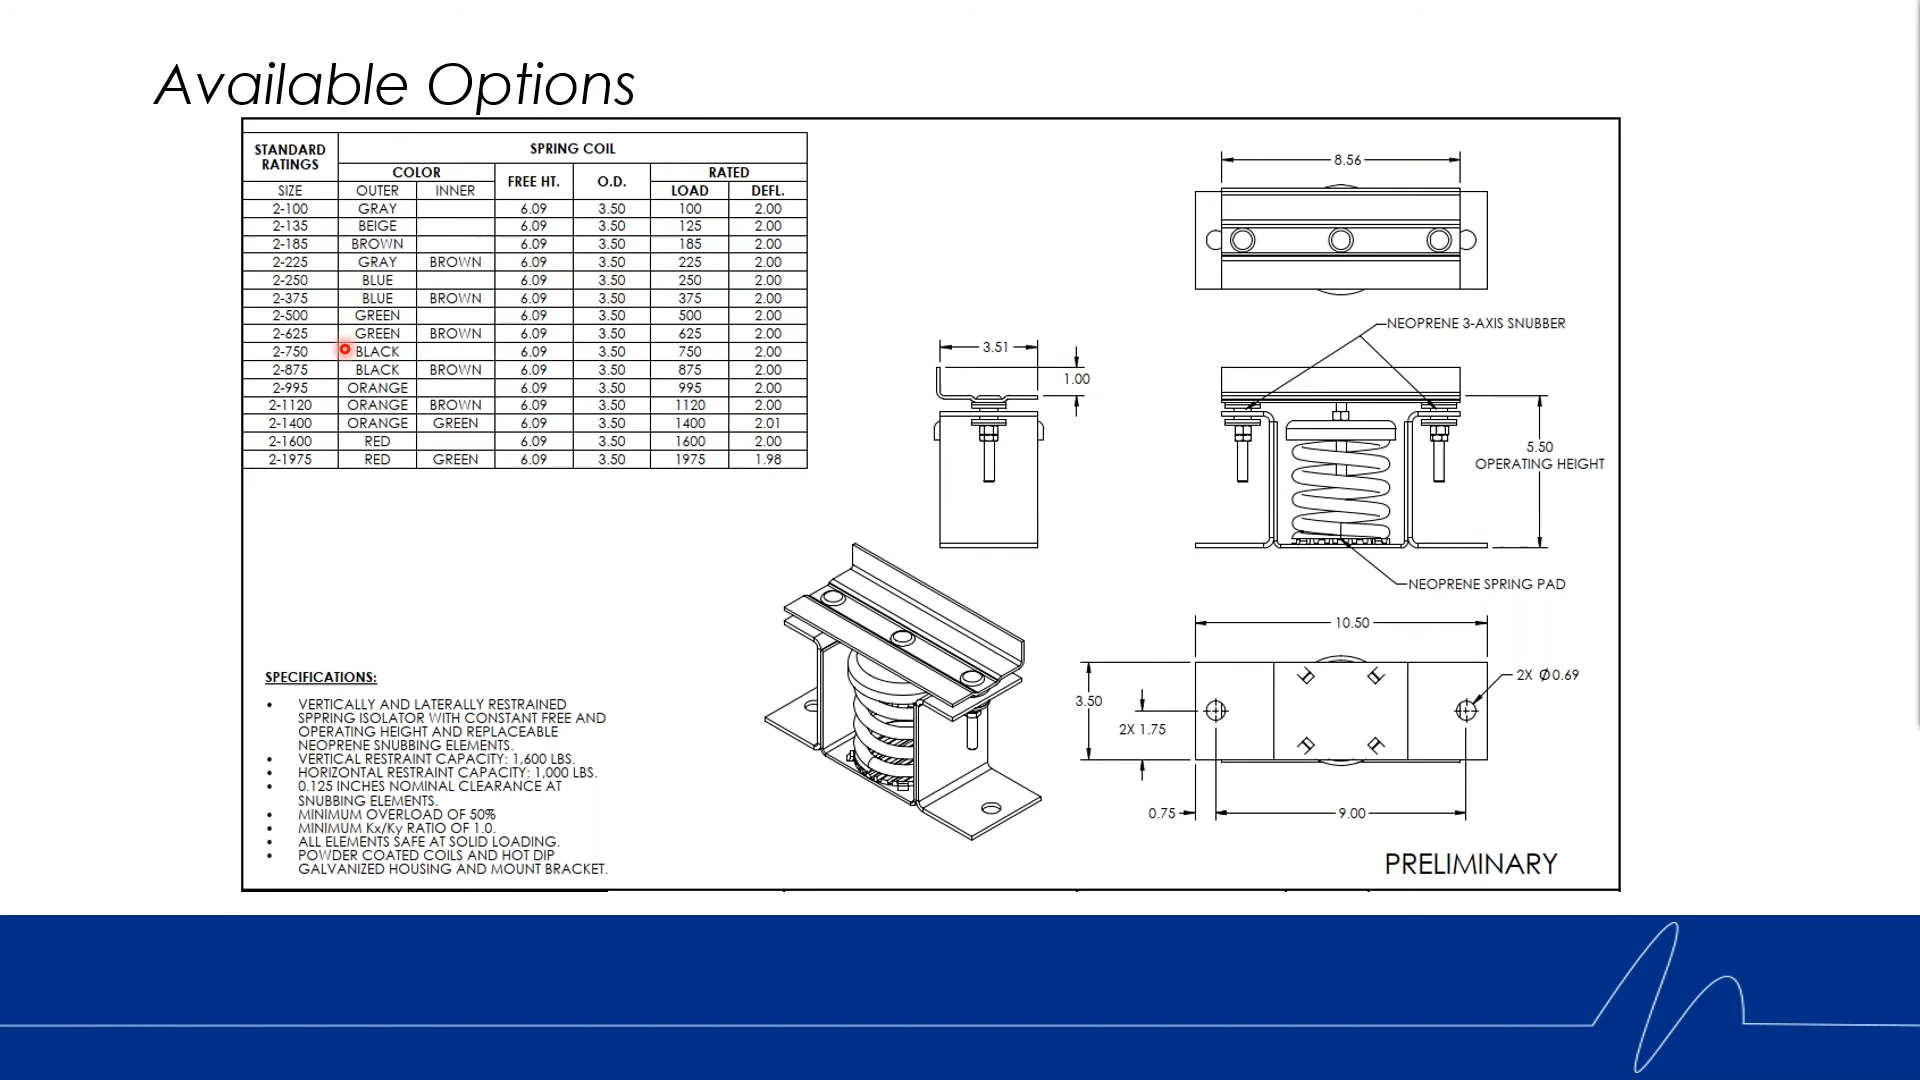 Available Options
STANDARD RATINGS SPRING COIL
COLOR FREE HT. O.D. RATED
SIZE OUTER INNER LOAD DEFL.
2-100 GRAY 6.09 3.50 100 2.00
2-135 BEIGE 6.09 3.50 125 2.00
2-185 BROWN 6.09 3.50 185 2.00
2-225 GRAY BROWN 6.09 3.50 225 2.00
2-250 BLUE 6.09 3.50 250 2.00
2-375 BLUE BROWN 6.09 3.50 375 2.00
2-500 GREEN 6.09 3.50 500 2.00
2-625 GREEN BROWN 6.09 3.50 625 2.00
2-750 BLACK 6.09 3.50 750 2.00
2-875 BLACK BROWN 6.09 3.50 875 2.00
2-995 ORANGE 6.09 3.50 995 2.00
2-1120 ORANGE BROWN 6.09 3.50 1120 2.00
2-1400 ORANGE GREEN 6.09 3.50 1400 2.01
2-1600 RED 6.09 3.50 1600 2.00
2-1975 RED GREEN 6.09 3.50 1975 1.98
8.56
NEOPRENE 3-AXIS SNUBBER
3.51
1.00
5.50
OPERATING HEIGHT
NEOPRENE SPRING PAD
10.50
2X Ø0.69
3.50
2X 1.75
0.75
9.00
SPECIFICATIONS:
• VERTICALLY AND LATERALLY RESTRAINED
SPPRING ISOLATOR WITH CONSTANT FREE AND
OPERATING HEIGHT AND REPLACEABLE
NEOPRENE SNUBBING ELEMENTS.
• VERTICAL RESTRAINT CAPACITY: 1,600 LBS.
• HORIZONTAL RESTRAINT CAPACITY: 1,000 LBS.
• 0.125 INCHES NOMINAL CLEARANCE AT
SNUBBING ELEMENTS.
• MINIMUM OVERLOAD OF 50%
• MINIMUM Kx/Ky RATIO OF 1.0.
• ALL ELEMENTS SAFE AT SOLID LOADING.
• POWDER COATED COILS AND HOT DIP
GALVANIZED HOUSING AND MOUNT BRACKET.
PRELIMINARY